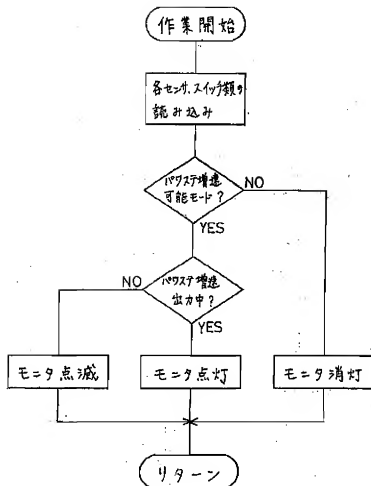 作業開始
各センサ、スイッチ類の
読み込み
パワステ増速
可能モード?
NO
YES
パワステ増速
出力中?
NO
YES
モニタ点滅
モニタ点灯
モニタ消灯
リターン